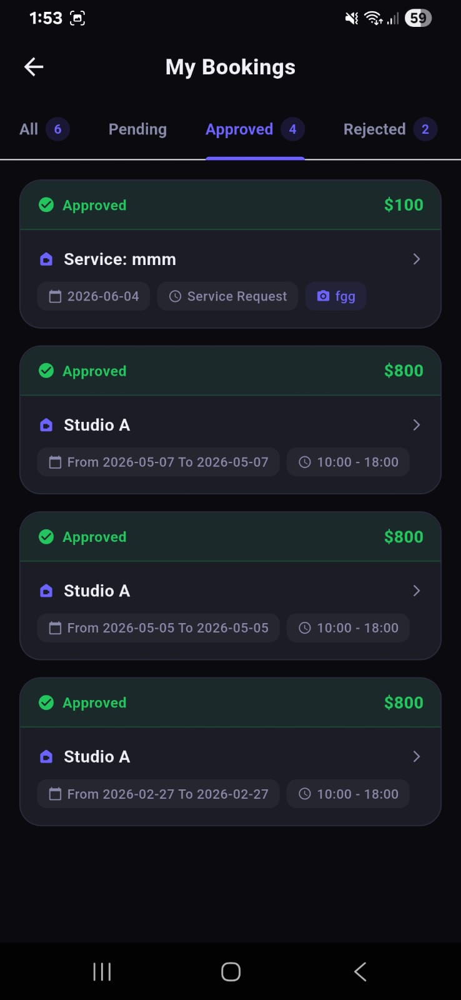 1:53
59
My Bookings
All 6 Pending Approved 4 Rejected 2
Approved $100
Service: mmm
2026-06-04 Service Request fgg
Approved $800
Studio A
From 2026-05-07 To 2026-05-07 10:00 - 18:00
Approved $800
Studio A
From 2026-05-05 To 2026-05-05 10:00 - 18:00
Approved $800
Studio A
From 2026-02-27 To 2026-02-27 10:00 - 18:00